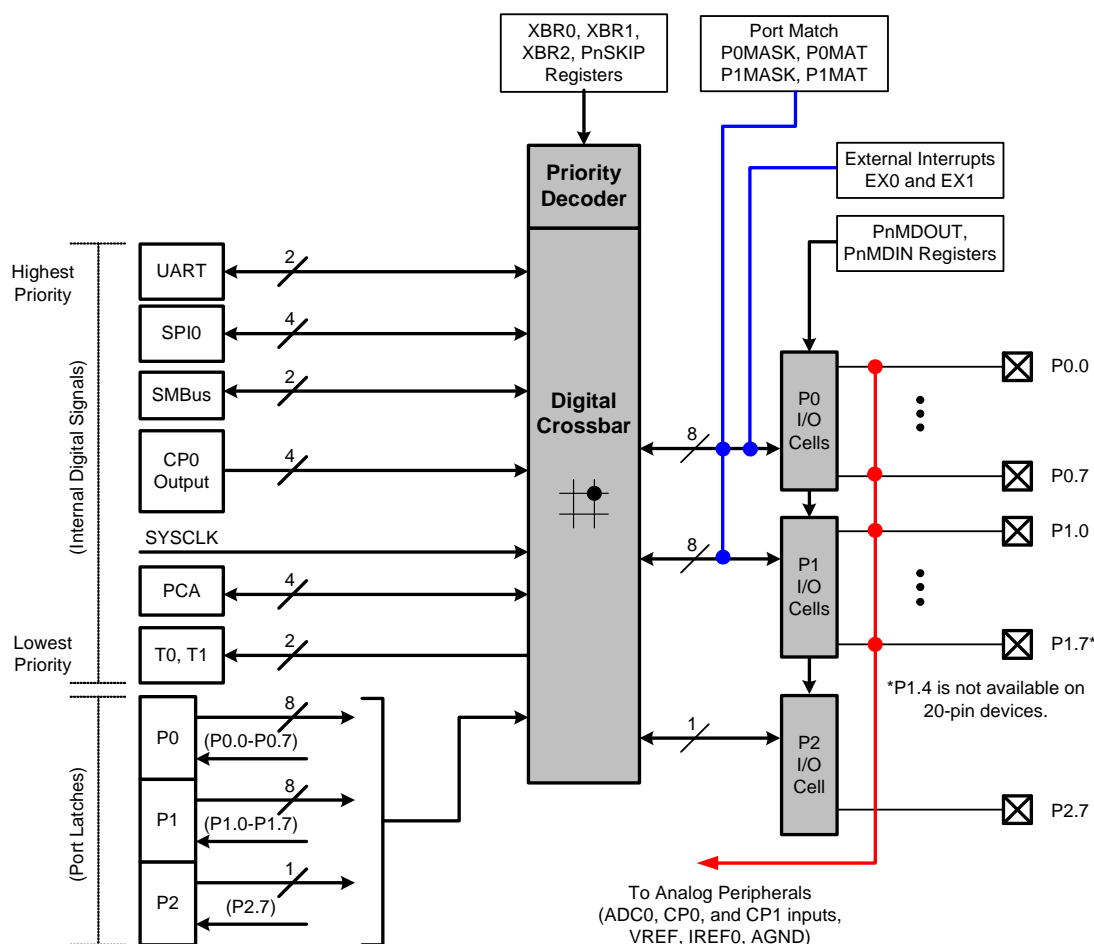 XBR0, XBR1,
XBR2, PnSKIP
Registers
Port Match
P0MASK, P0MAT
P1MASK, P1MAT
External Interrupts
EX0 and EX1
PnMDOUT,
PnMDIN Registers
Priority
Decoder
Digital
Crossbar
Highest
Priority
(Internal Digital Signals)
Lowest
Priority
UART
2
SPI0
4
SMBus
2
CP0
Output
4
SYSCLK
PCA
4
T0, T1
2
(Port Latches)
P0
8
(P0.0-P0.7)
P1
8
(P1.0-P1.7)
P2
1
(P2.7)
8
8
1
P0
I/O
Cells
P1
I/O
Cells
P2
I/O
Cell
P0.0
P0.7
P1.0
P1.7*
*P1.4 is not available on
20-pin devices.
P2.7
To Analog Peripherals
(ADC0, CP0, and CP1 inputs,
VREF, IREF0, AGND)